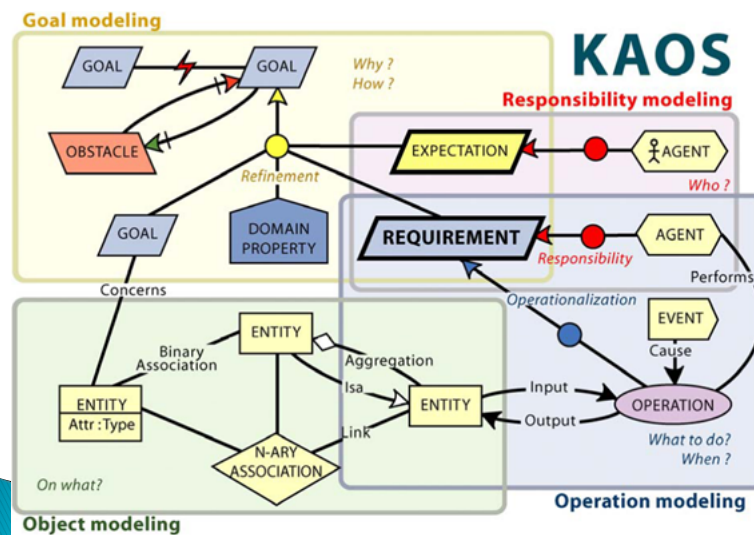 Goal modeling
KAOS
GOAL
GOAL
Why ?
How ?
Responsibility modeling
OBSTACLE
EXPECTATION
AGENT
Refinement
Who ?
GOAL
DOMAIN
PROPERTY
REQUIREMENT
AGENT
Responsibility
Concerns
Performs
Operationalization
EVENT
Cause
Binary
Association
ENTITY
Aggregation
Isa
ENTITY
Attr : Type
ENTITY
Input
Output
OPERATION
Link
N-ARY
ASSOCIATION
What to do?
When ?
On what?
Object modeling
Operation modeling